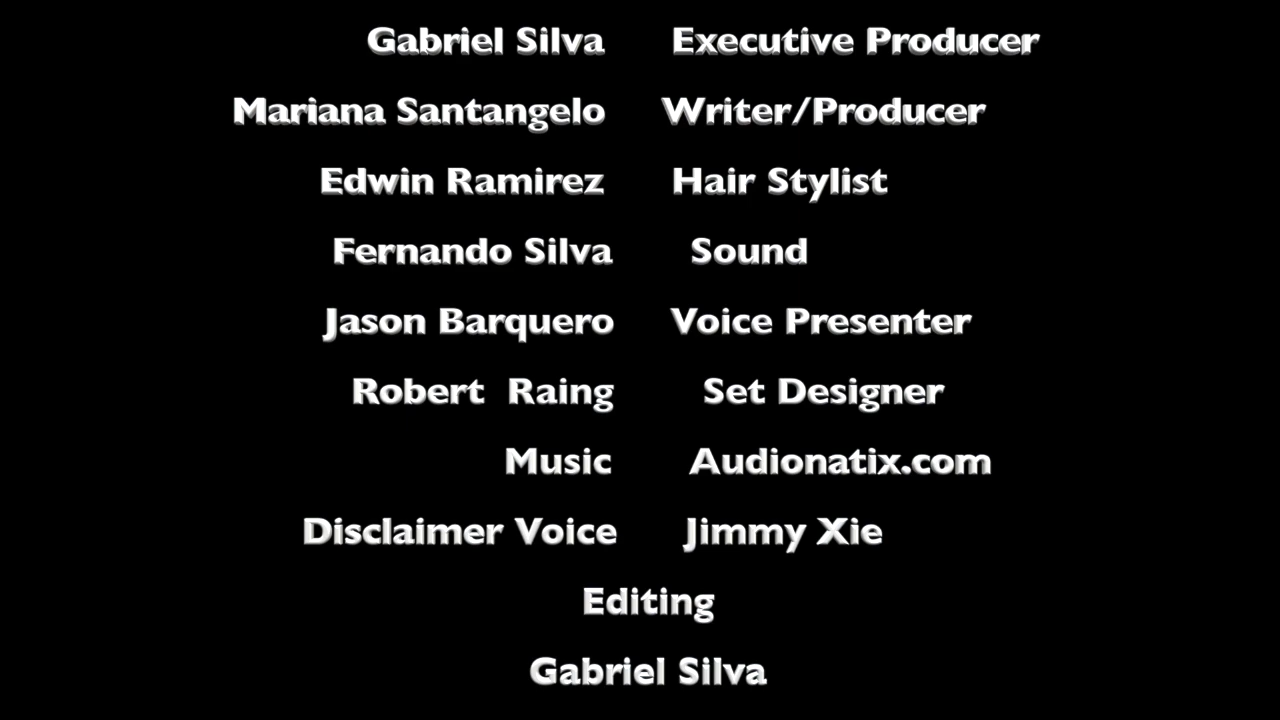 Gabriel Silva Executive Producer
Mariana Santangelo Writer/Producer
Edwin Ramirez Hair Stylist
Fernando Silva Sound
Jason Barquero Voice Presenter
Robert Raing Set Designer
Music Audionatix.com
Disclaimer Voice Jimmy Xie
Editing
Gabriel Silva